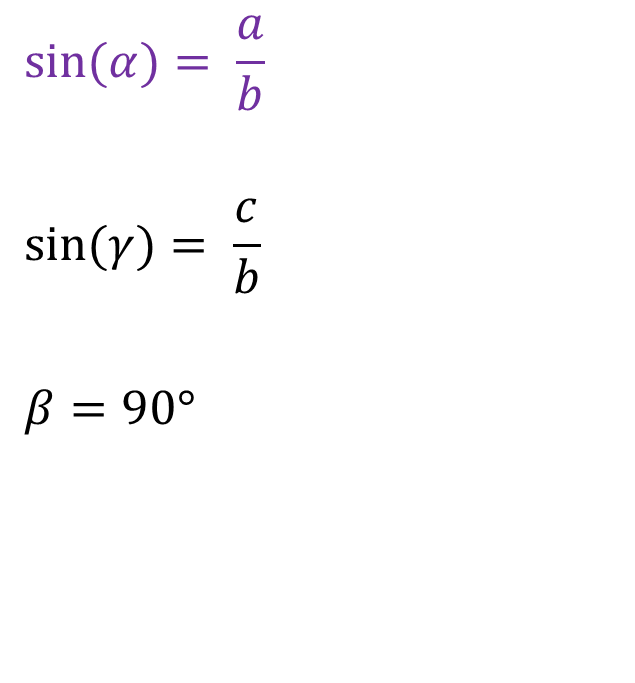 sin(α) = a/b
sin(γ) = c/b
β = 90°